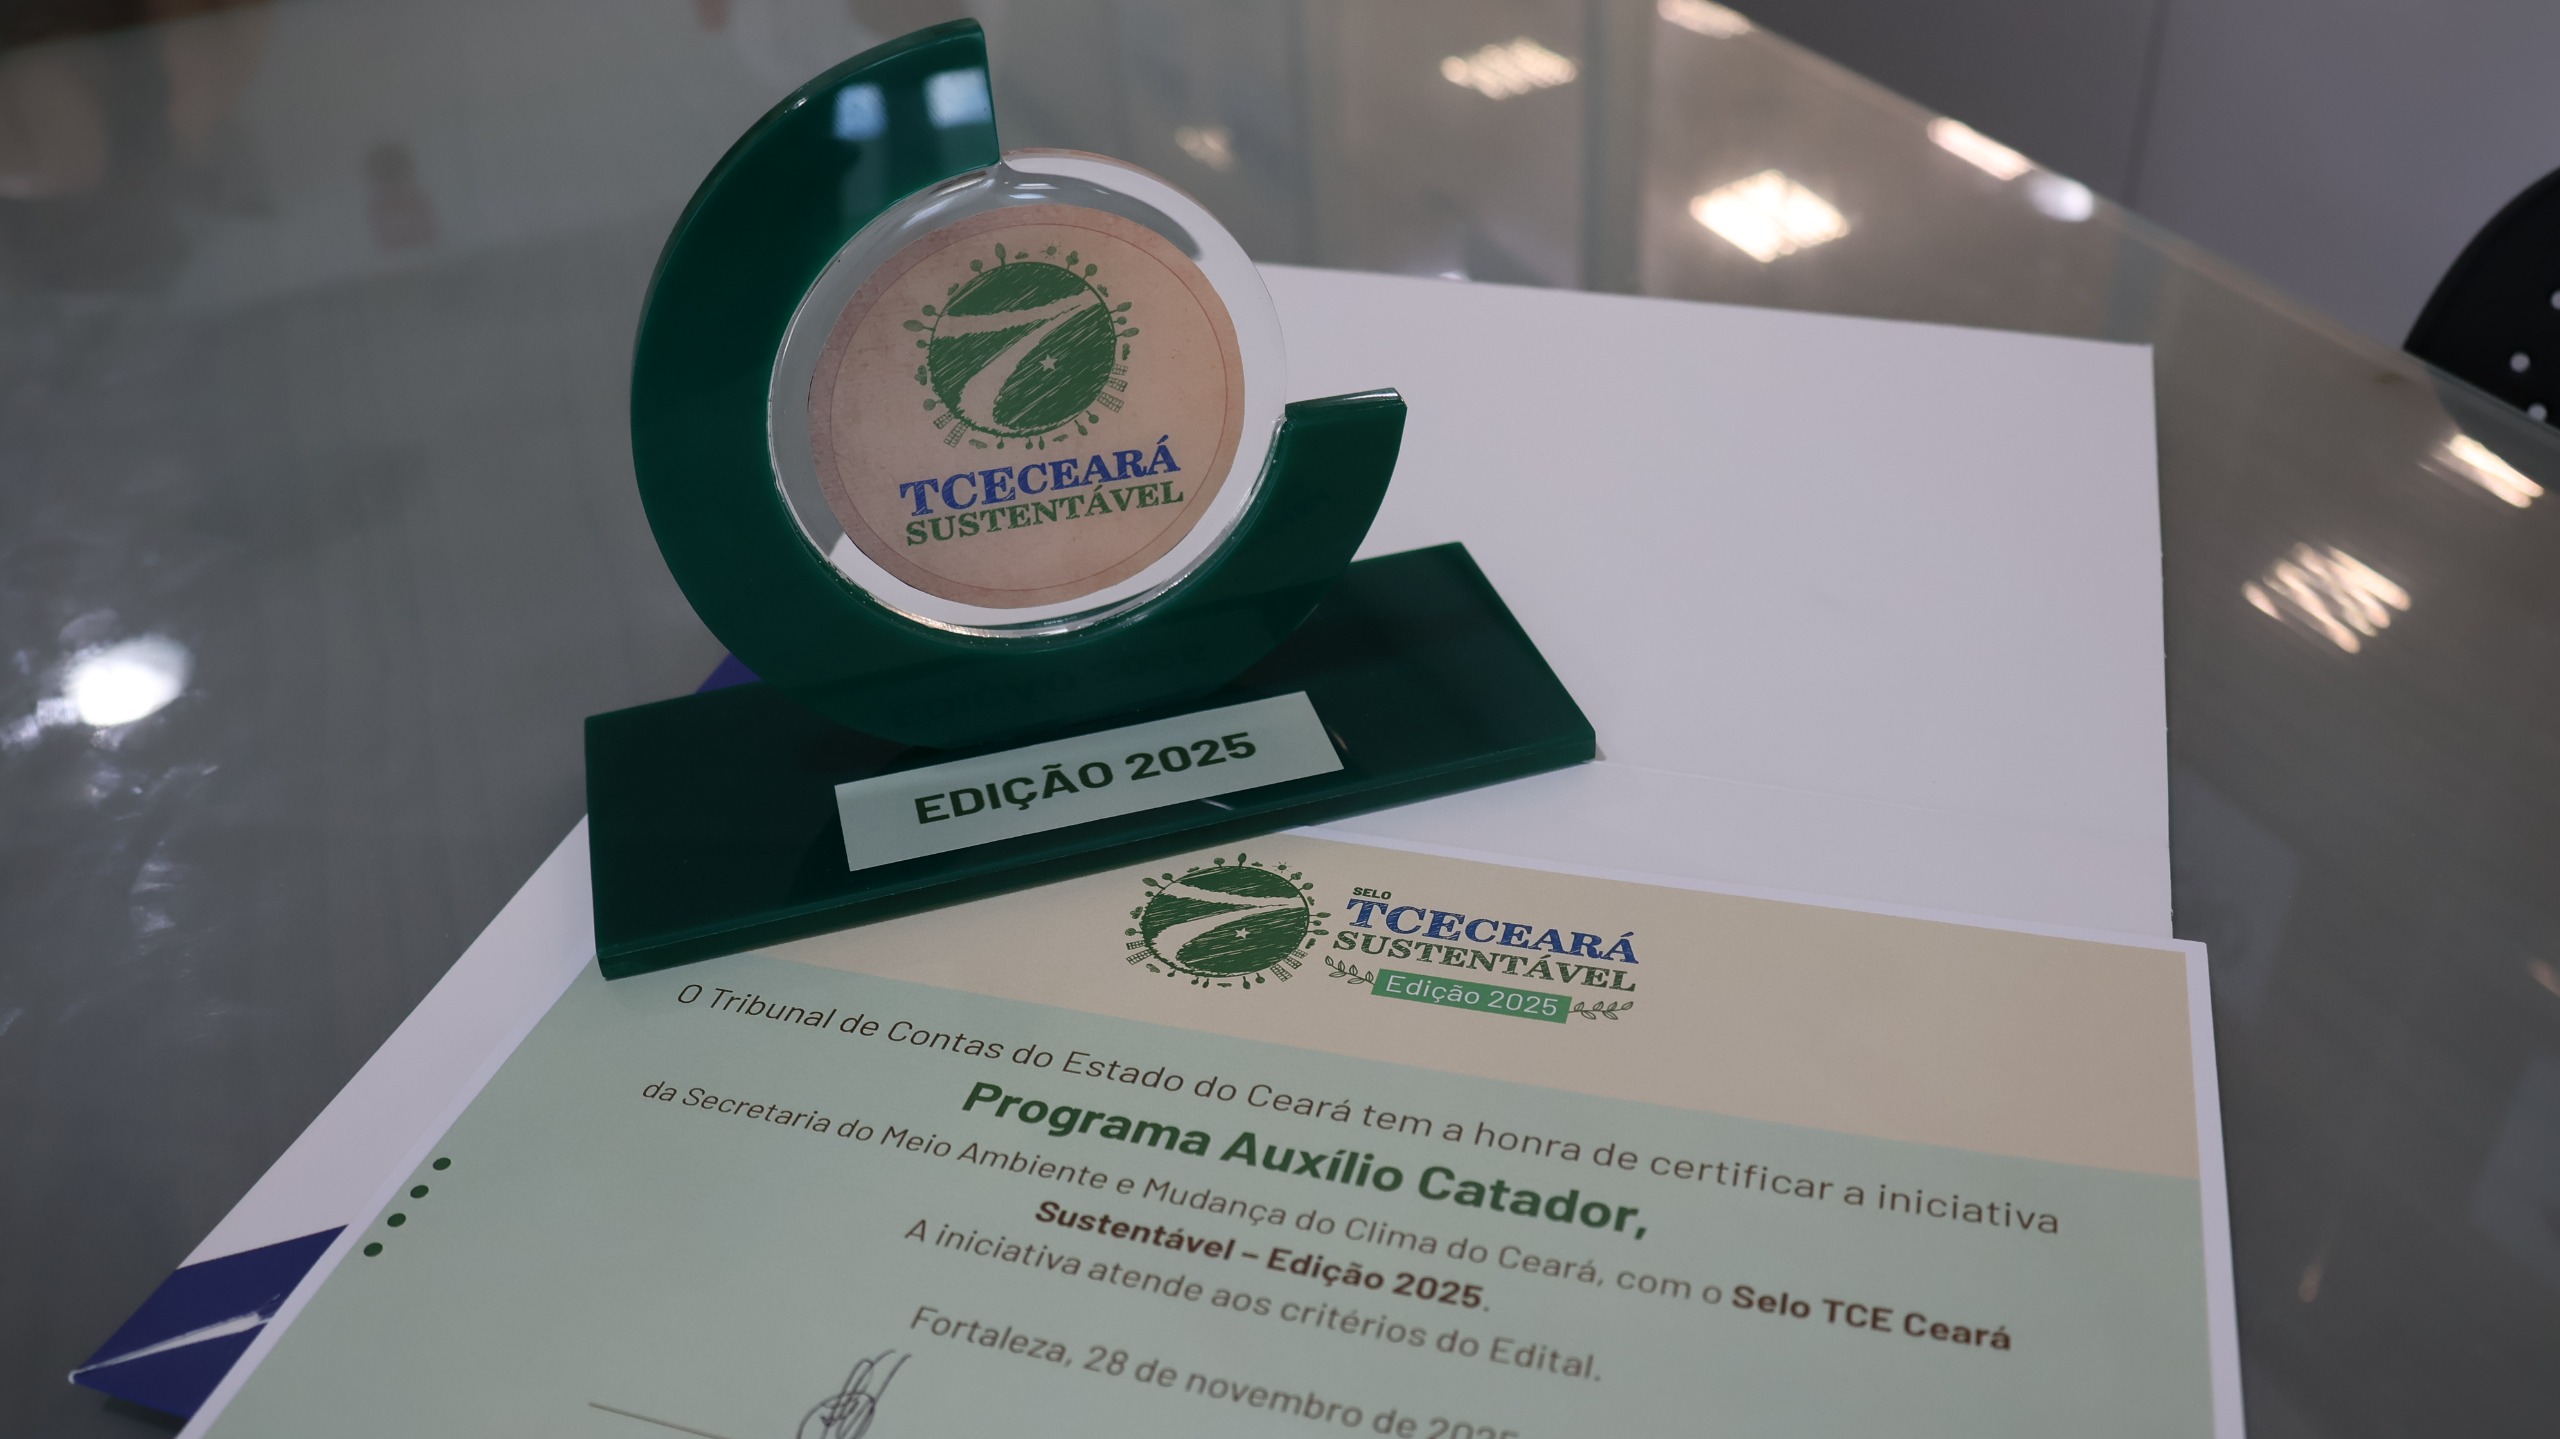 TCECEARÁ
SUSTENTÁVEL
EDIÇÃO 2025
SELO
TCECEARÁ
SUSTENTÁVEL
Edição 2025
O Tribunal de Contas do Estado do Ceará tem a honra de certificar a iniciativa
Programa Auxílio Catador,
da Secretaria do Meio Ambiente e Mudança do Clima do Ceará, com o Selo TCE Ceará
Sustentável – Edição 2025.
A iniciativa atende aos critérios do Edital.
Fortaleza, 28 de novembro de 2025